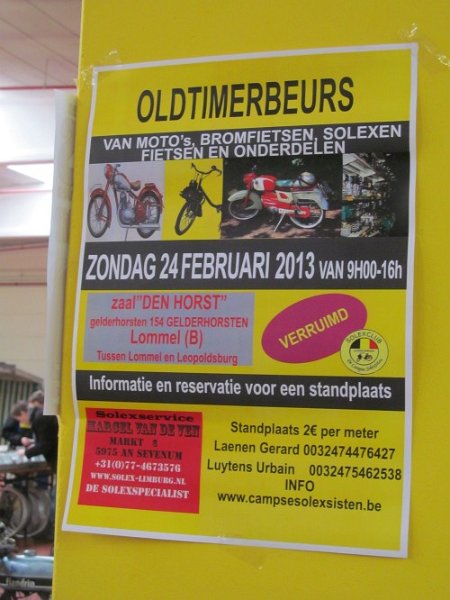 OLDTIMERBEURS
VAN MOTO's, BROMFIETSEN, SOLEXEN
FIETSEN EN ONDERDELEN
ZONDAG 24 FEBRUARI 2013 VAN 9H00-16h
zaal"DEN HORST"
gelderhorsten 154 GELDERHORSTEN
Lommel (B)
Tussen Lommel en Leopoldsburg
VERRUIMD
SOLEXCLUB
Informatie en reservatie voor een standplaats
Solexservice
MARCEL VAN DE VEN
MARKT
5975 AN SEVENUM
+31(0)77-4673576
WWW.SOLEX-LIMBURG.NL
DE SOLEXSPECIALIST
Standplaats 2€ per meter
Laenen Gerard 0032474476427
Luytens Urbain 0032475462538
INFO
www.campsesolexsisten.be